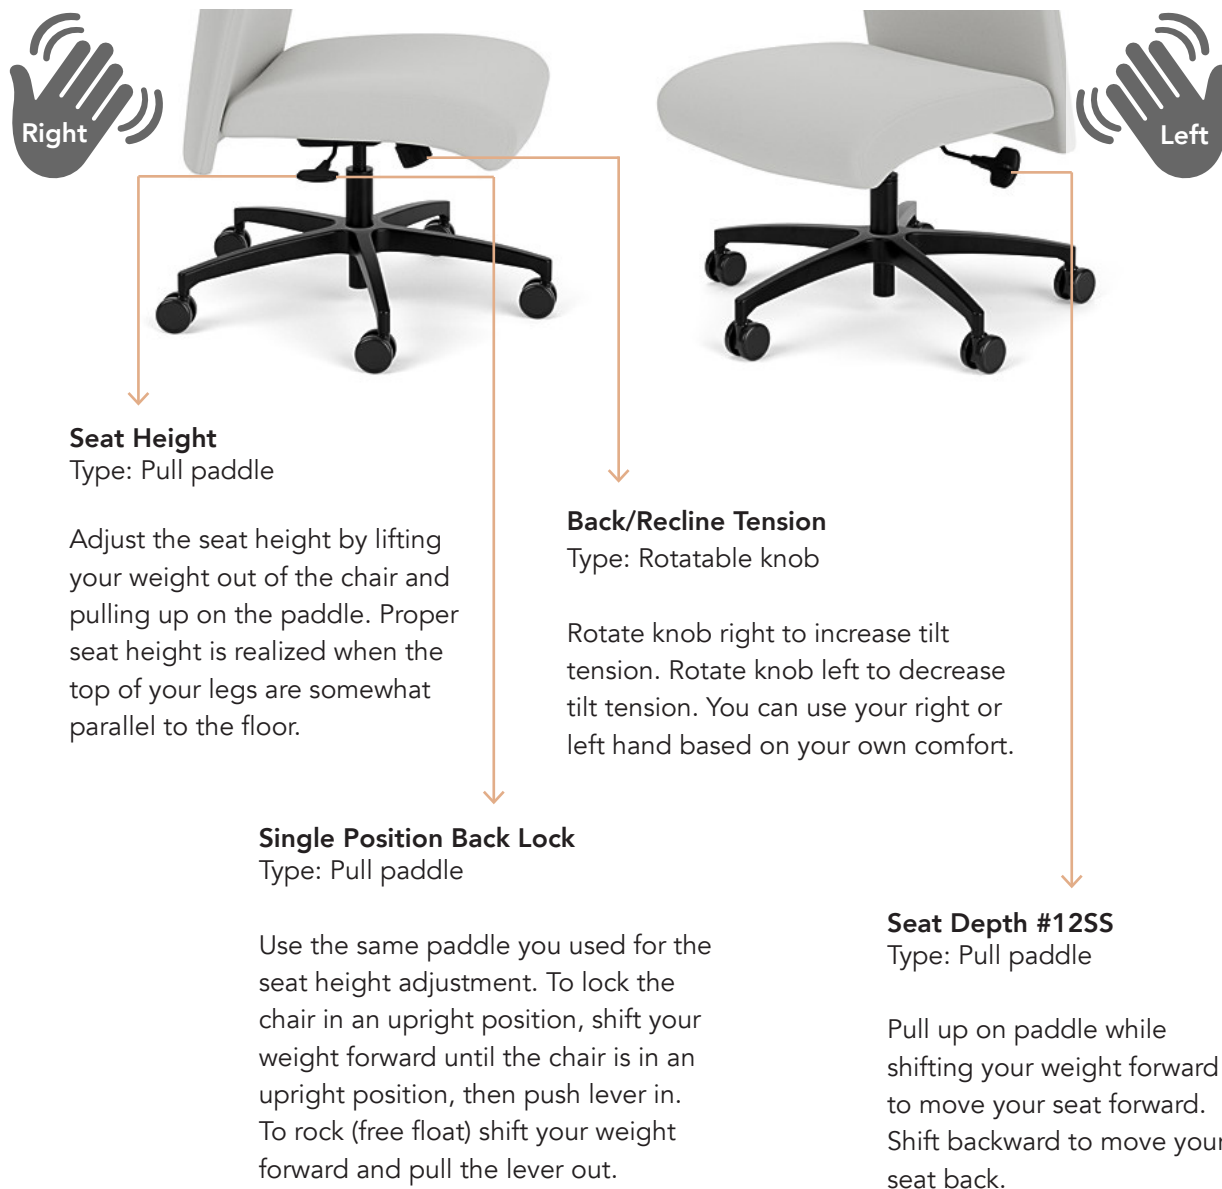 Right
Left
Seat Height
Type: Pull paddle
Adjust the seat height by lifting
your weight out of the chair and
pulling up on the paddle. Proper
seat height is realized when the
top of your legs are somewhat
parallel to the floor.
Back/Recline Tension
Type: Rotatable knob
Rotate knob right to increase tilt
tension. Rotate knob left to decrease
tilt tension. You can use your right or
left hand based on your own comfort.
Single Position Back Lock
Type: Pull paddle
Use the same paddle you used for the
seat height adjustment. To lock the
chair in an upright position, shift your
weight forward until the chair is in an
upright position, then push lever in.
To rock (free float) shift your weight
forward and pull the lever out.
Seat Depth #12SS
Type: Pull paddle
Pull up on paddle while
shifting your weight forward
to move your seat forward.
Shift backward to move your
seat back.